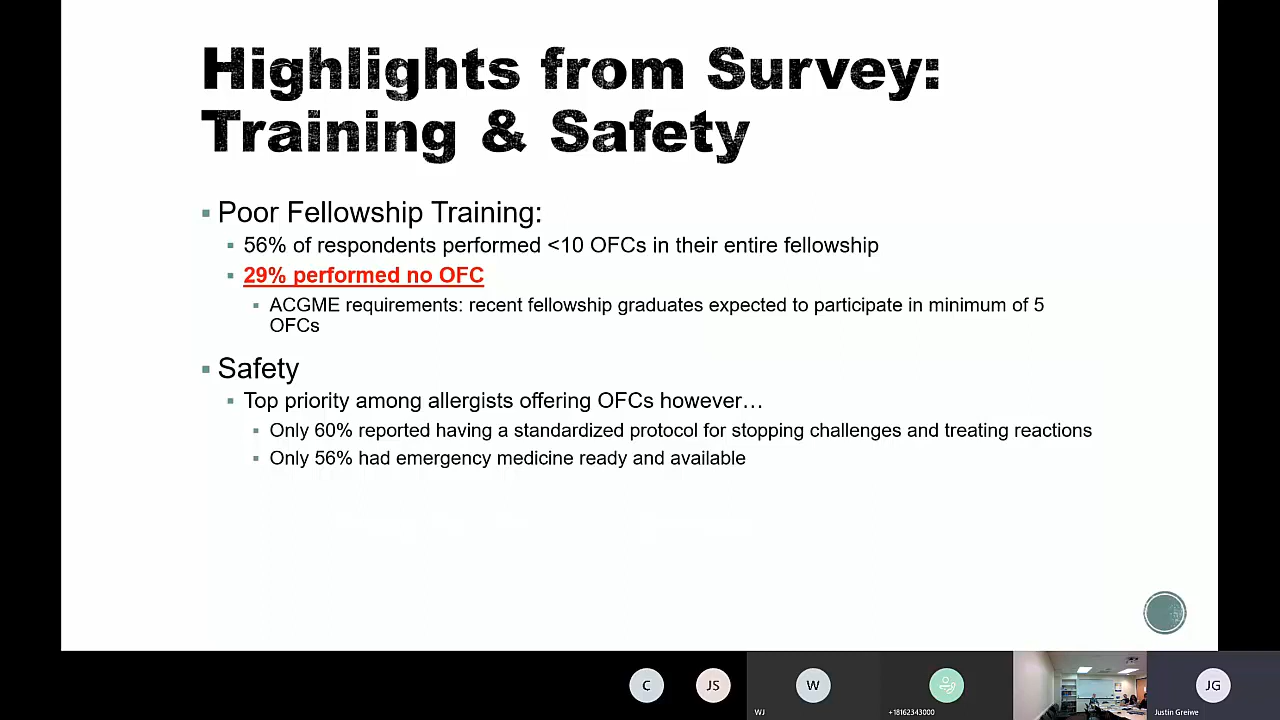 Highlights from Survey:
Training & Safety
Poor Fellowship Training:
56% of respondents performed <10 OFCs in their entire fellowship
29% performed no OFC
ACGME requirements: recent fellowship graduates expected to participate in minimum of 5
OFCs
Safety
Top priority among allergists offering OFCs however…
Only 60% reported having a standardized protocol for stopping challenges and treating reactions
Only 56% had emergency medicine ready and available
C
JS
W
WJ
+18162343000
JG
Justin Greiwe